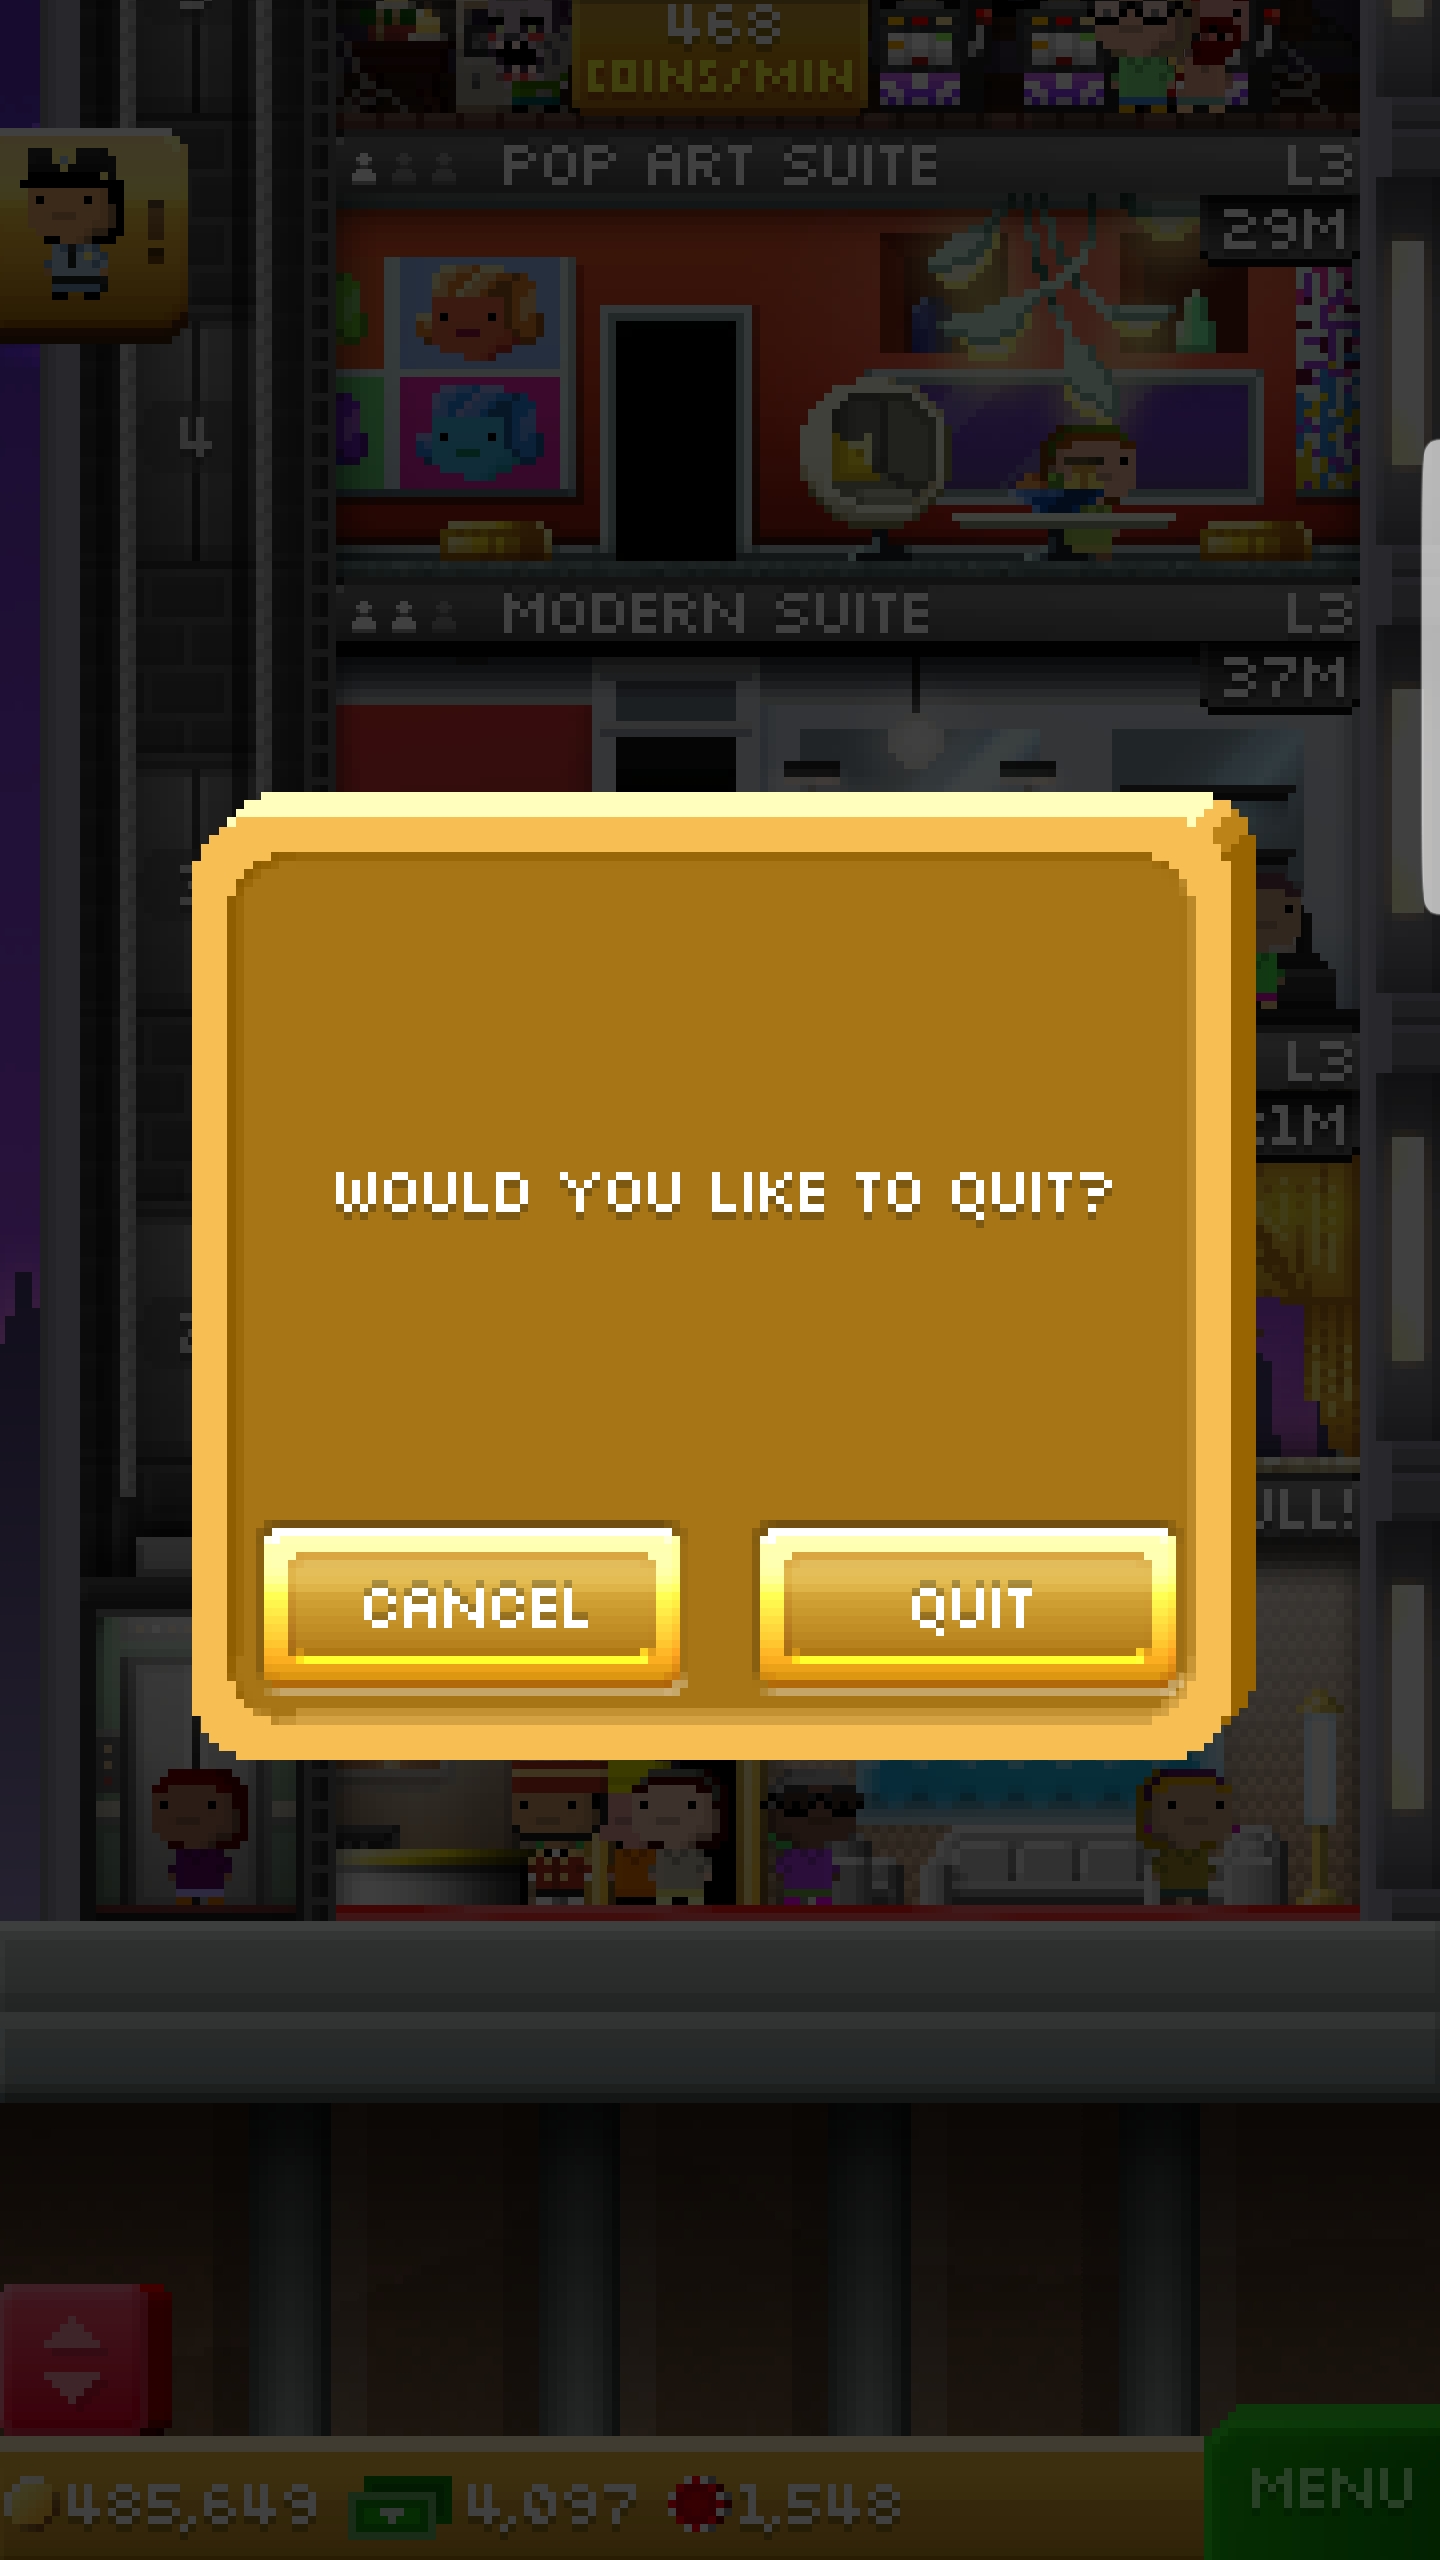 468
COINS/MIN
POP ART SUITE L3
29M
!
4
MODERN SUITE L3
37M
L3
1M
WOULD YOU LIKE TO QUIT?
CANCEL QUIT
485,649 4,097 1,548 MENU